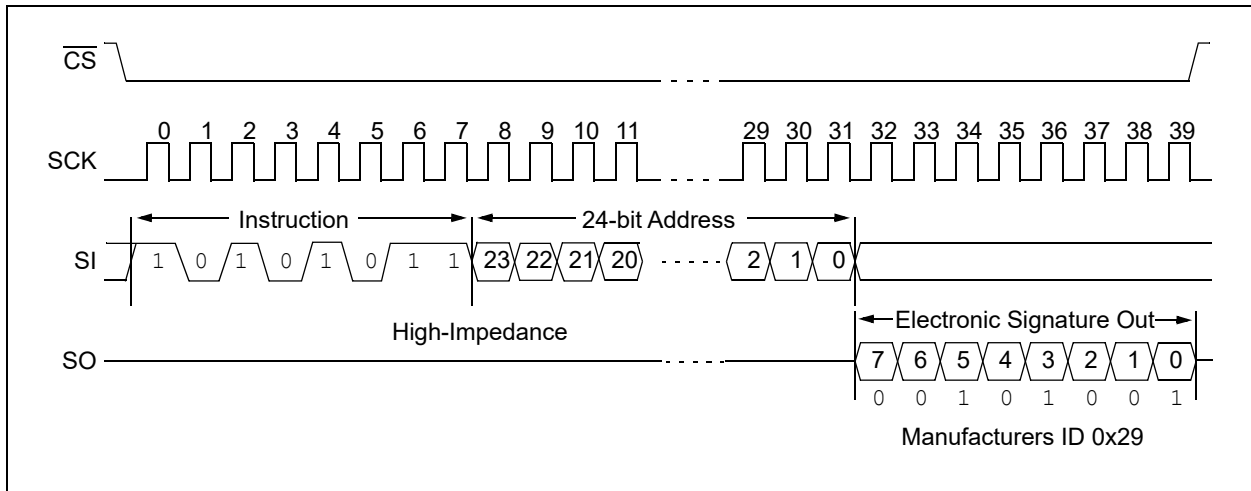 CS
0 1 2 3 4 5 6 7 8 9 10 11 29 30 31 32 33 34 35 36 37 38 39
SCK
Instruction 24-bit Address
SI 1 0 1 0 1 0 1 1 23 22 21 20 2 1 0
High-Impedance
Electronic Signature Out
SO 7 6 5 4 3 2 1 0
0 0 1 0 1 0 0 1
Manufacturers ID 0x29